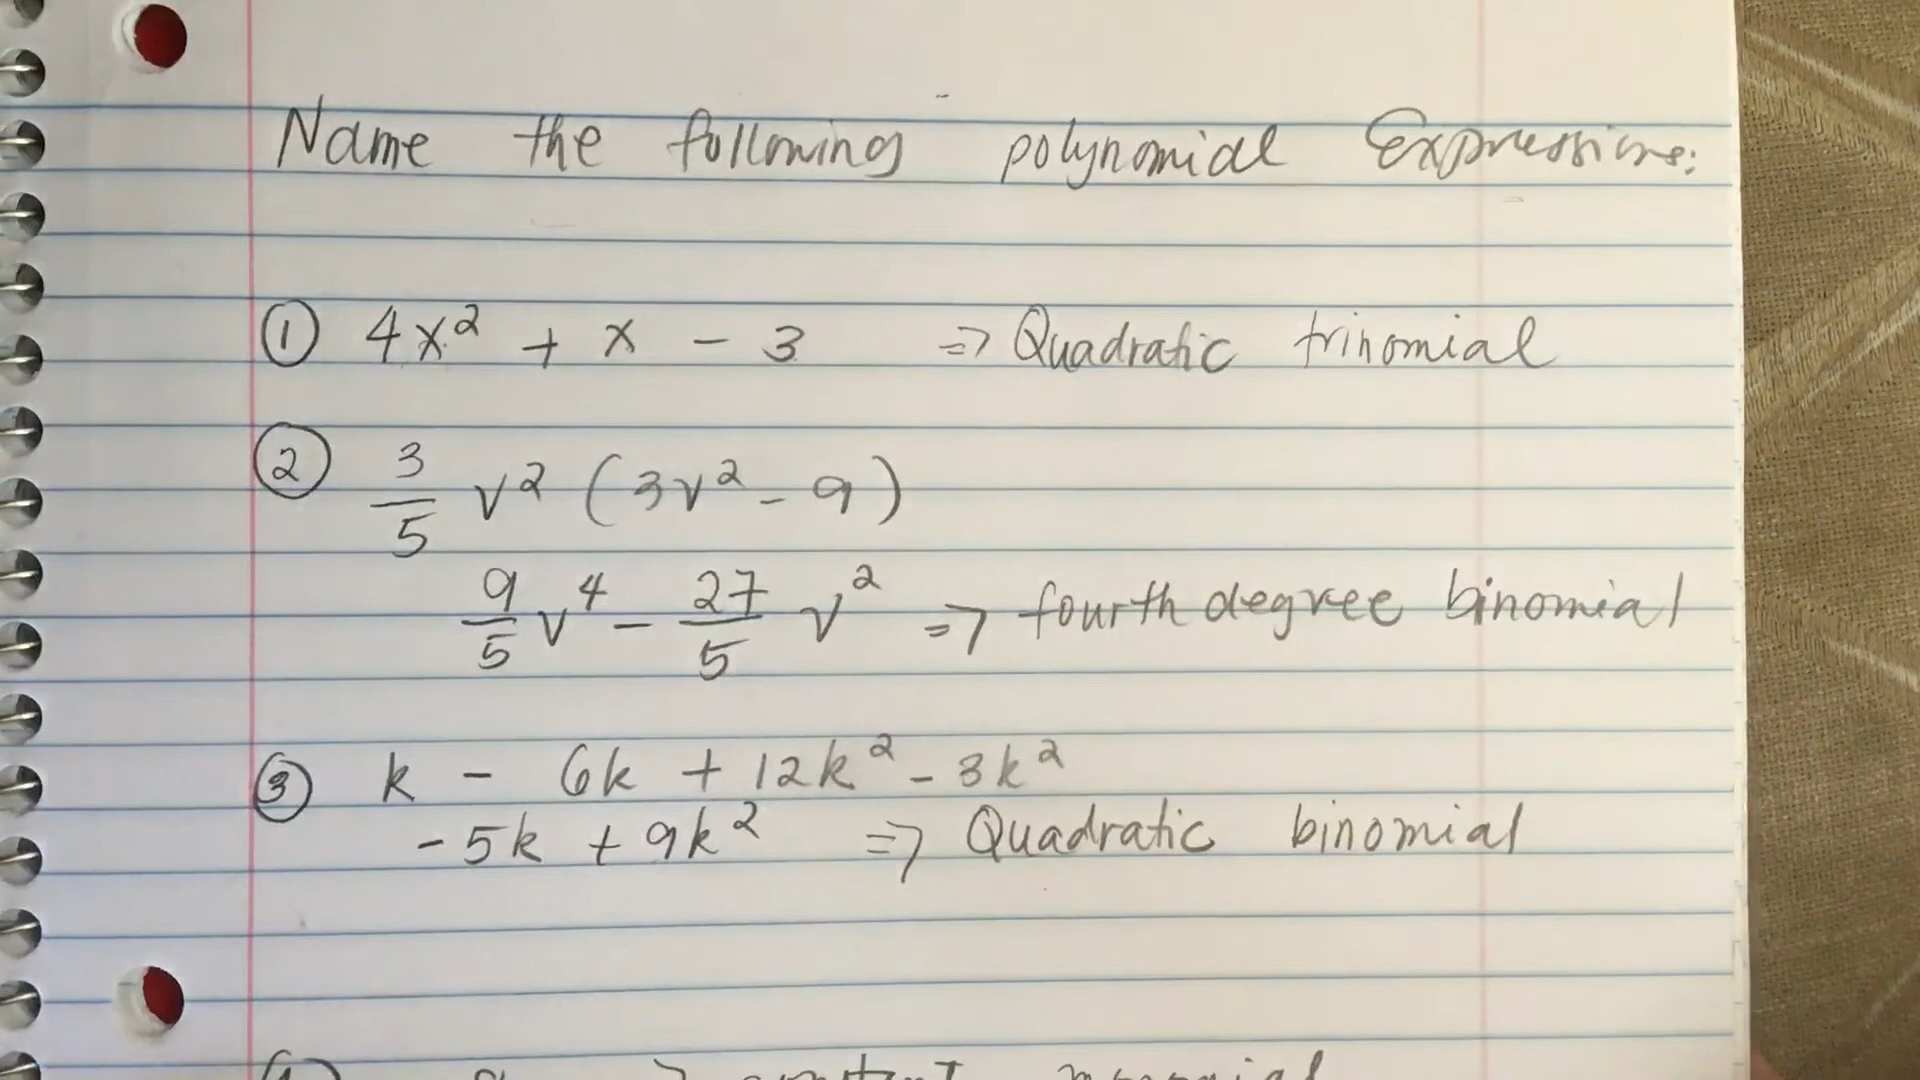 Name the following polynomial Expressions:
① 4x² + x - 3 => Quadratic trinomial
② 3/5 v² (3v² - 9)
9/5 v⁴ - 27/5 v² => fourth degree binomial
③ k - 6k + 12k² - 3k²
-5k + 9k² => Quadratic binomial